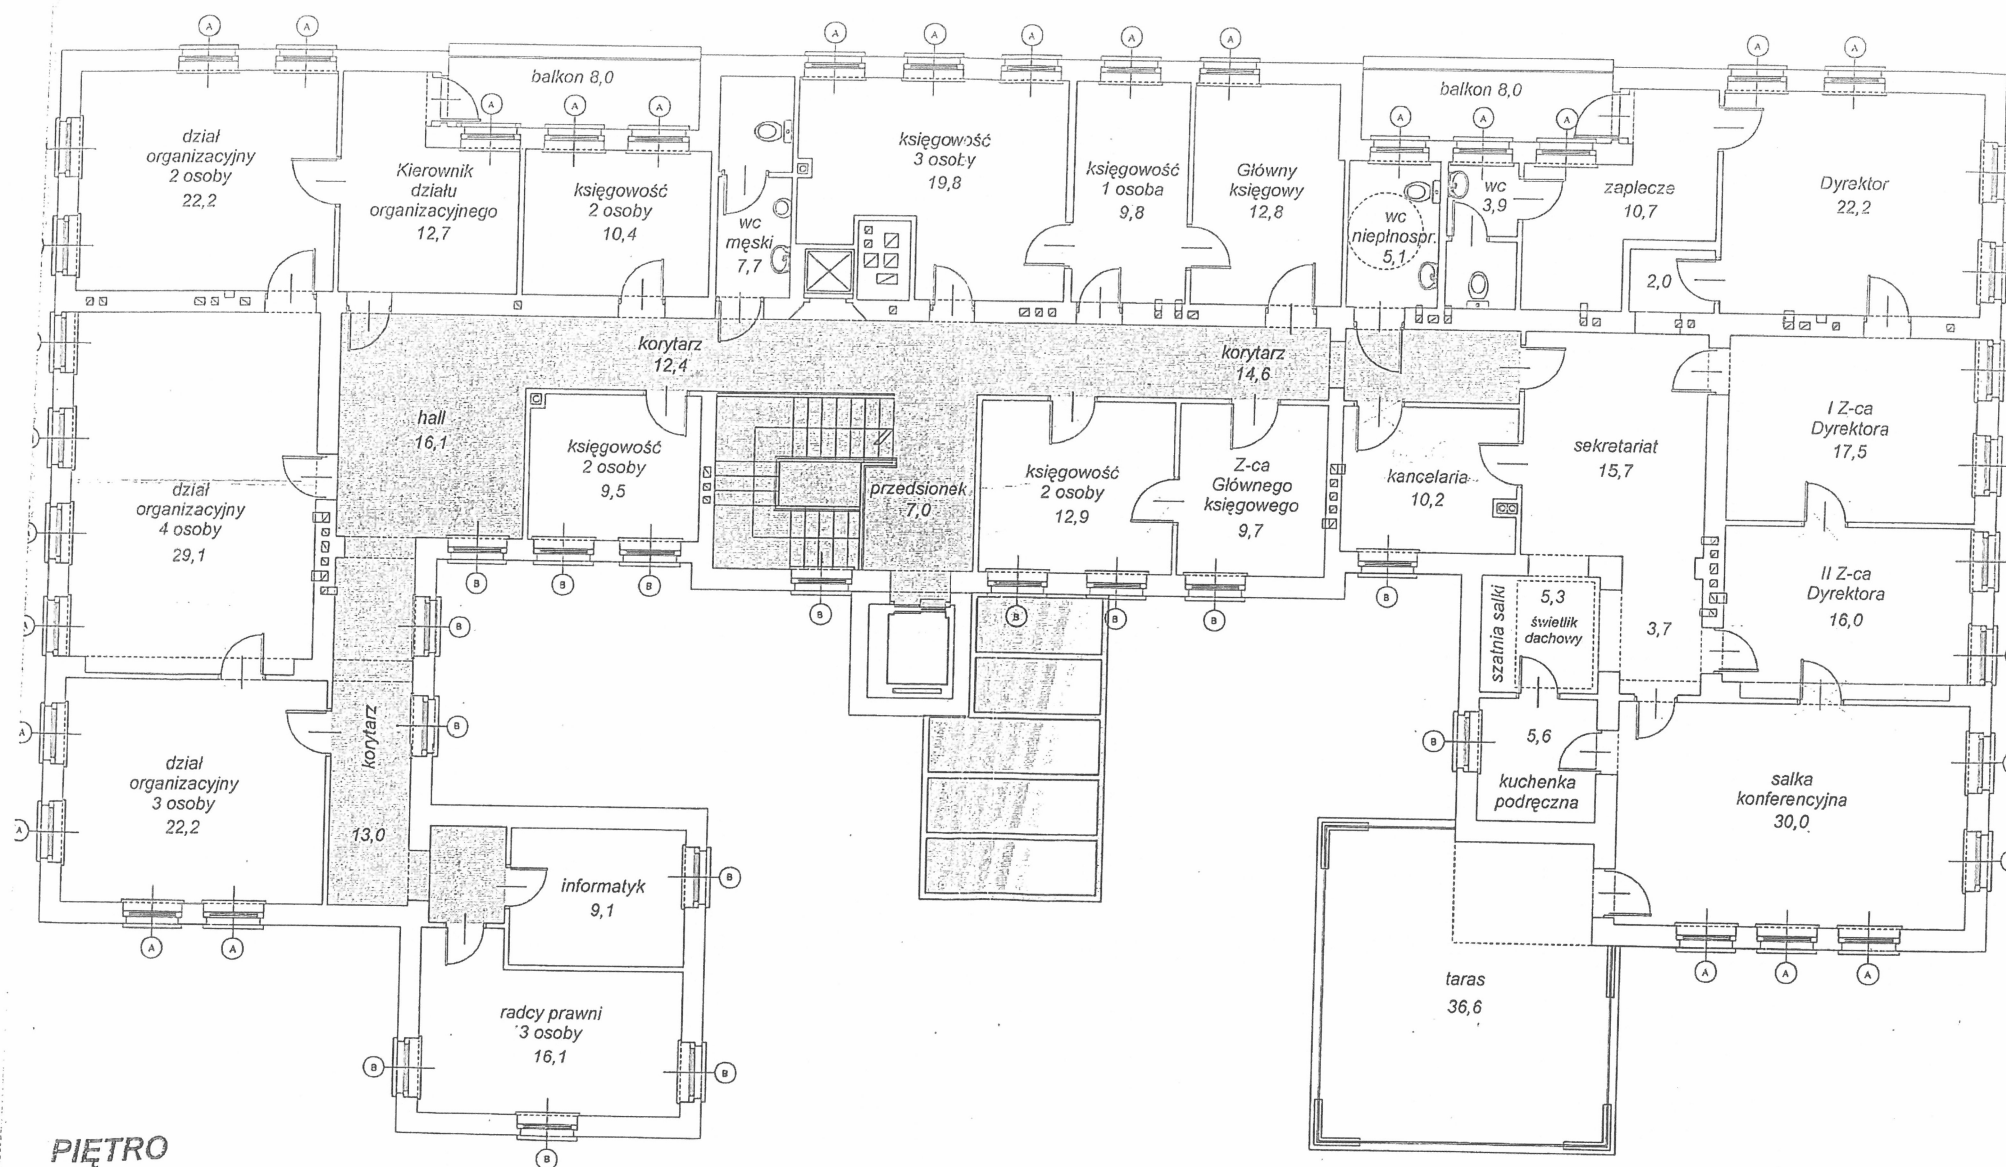 A
A
A
A
A
A
A
A
A
balkon 8,0
balkon 8,0
A
A
A
A
A
A
dział
organizacyjny
2 osoby
22,2
Kierownik
działu
organizacyjnego
12,7
księgowość
2 osoby
10,4
wc
męski
7,7
księgowość
3 osoby
19,8
księgowość
1 osoba
9,8
Główny
księgowy
12,8
wc
niepłnospr.
5,1
wc
3,9
zaplecze
10,7
2,0
Dyrektor
22,2
korytarz
12,4
korytarz
14,6
hall
16,1
księgowość
2 osoby
9,5
przedsionek
7,0
księgowość
2 osoby
12,9
Z-ca
Głównego
księgowego
9,7
kancelaria
10,2
sekretariat
15,7
I Z-ca
Dyrektora
17,5
dział
organizacyjny
4 osoby
29,1
II Z-ca
Dyrektora
16,0
B
B
B
B
B
B
B
B
szatnia salki
5,3
świetlik
dachowy
3,7
A
B
A
B
B
korytarz
13,0
dział
organizacyjny
3 osoby
22,2
A
A
A
5,6
kuchenka
podręczna
salka
konferencyjna
30,0
informatyk
9,1
B
A
A
A
A
A
radcy prawni
3 osoby
16,1
B
B
B
taras
36,6
PIĘTRO